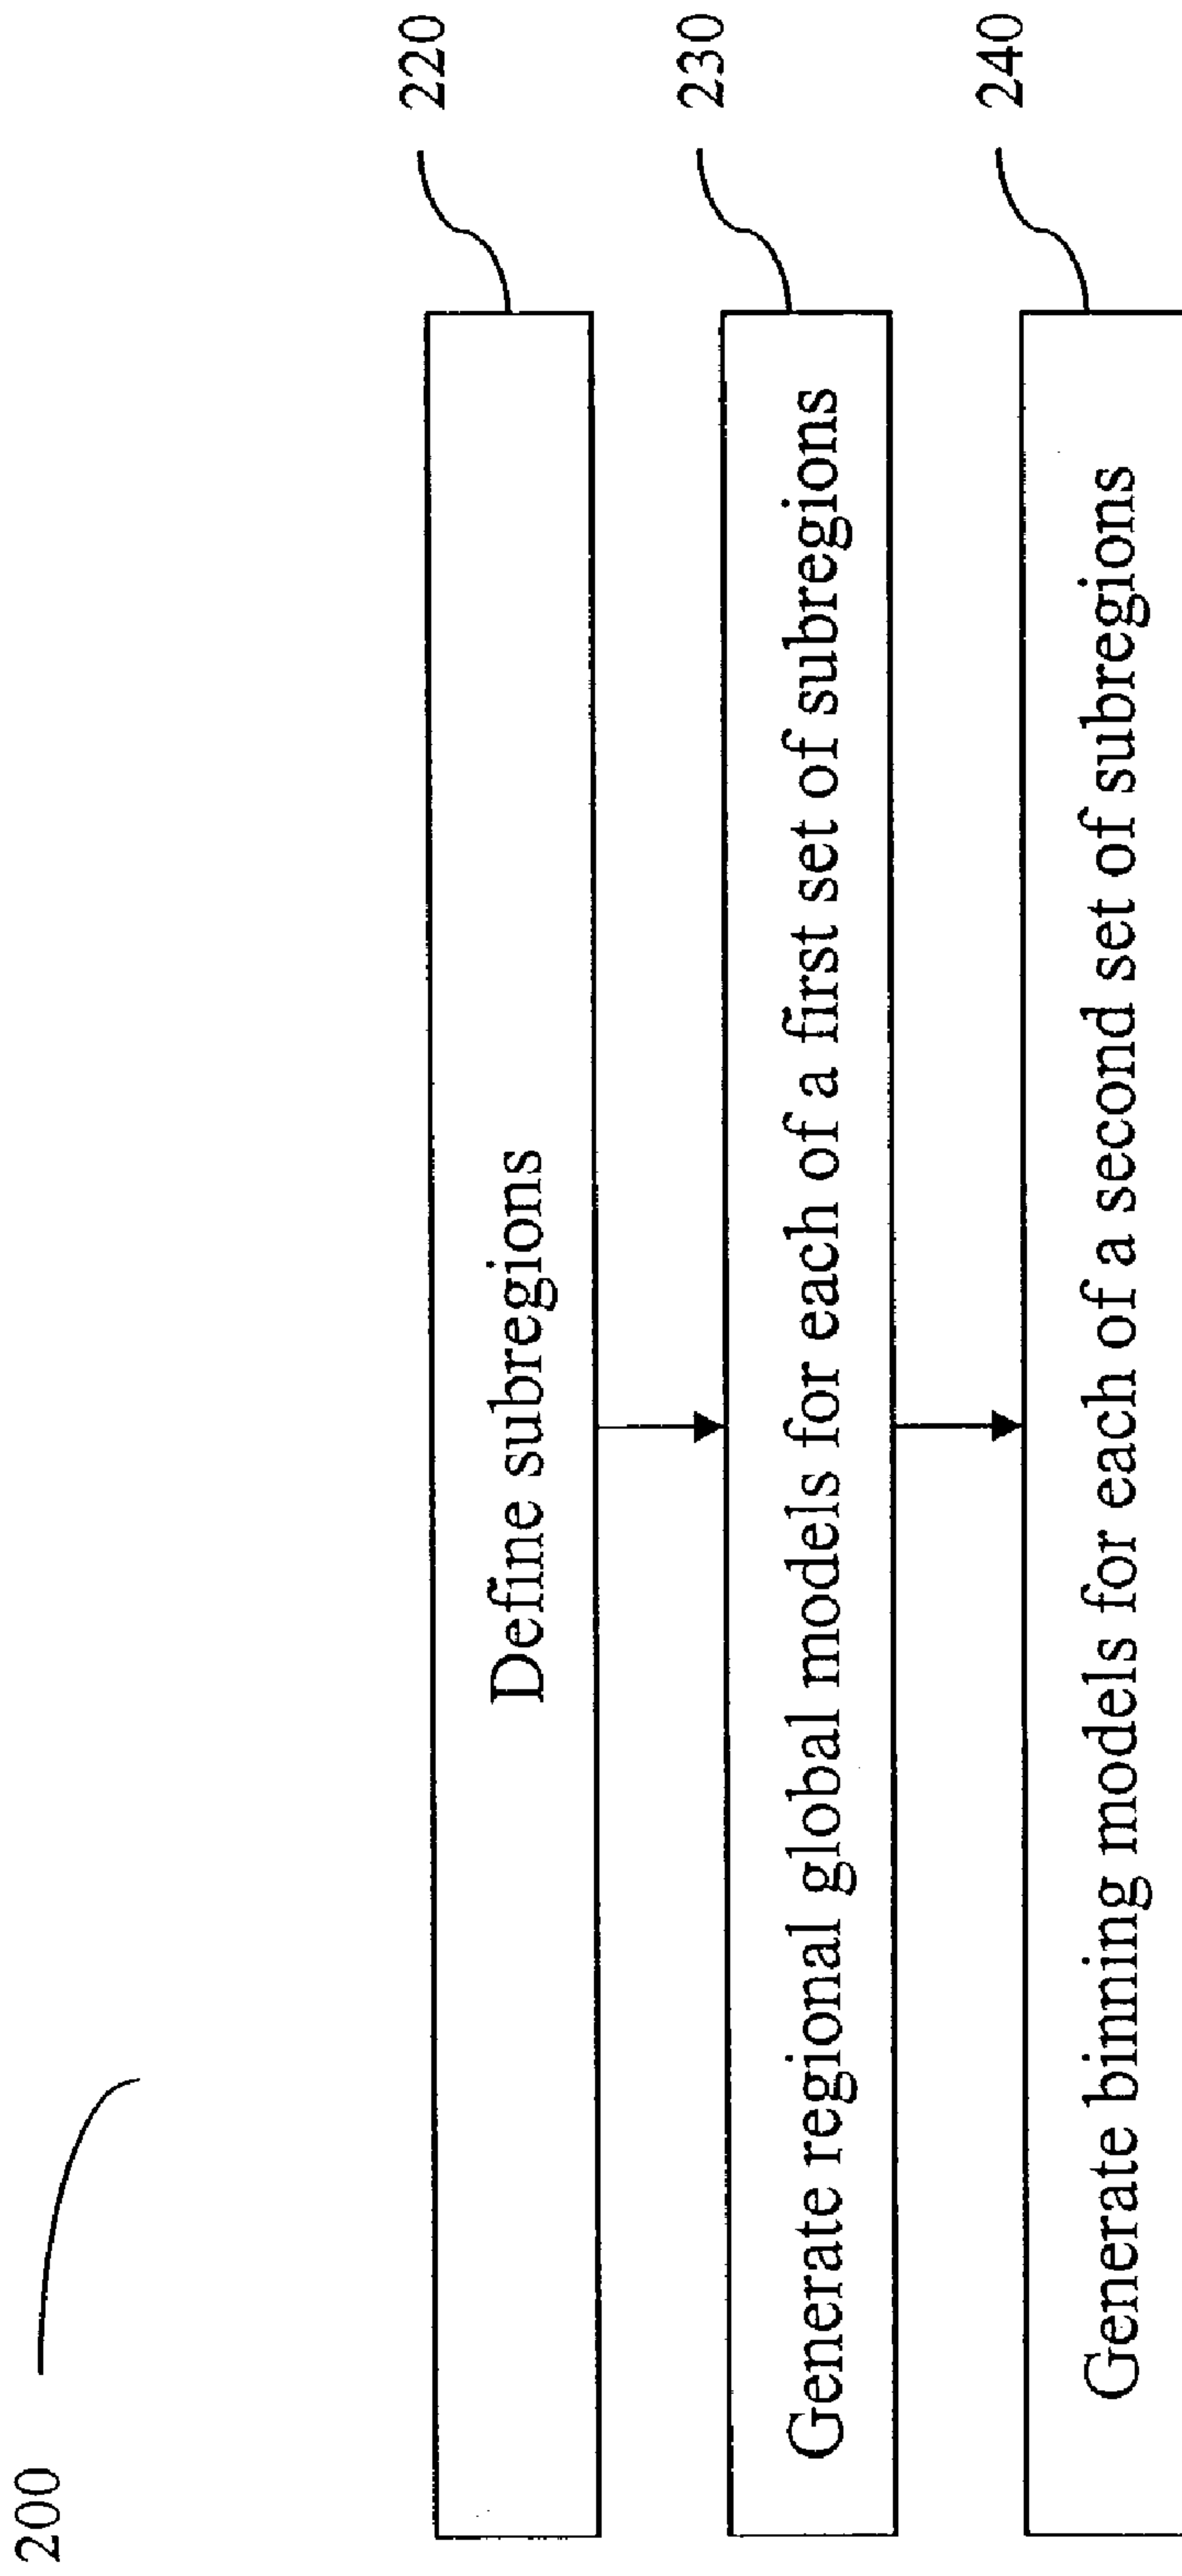 200
Define subregions
220
Generate regional global models for each of a first set of subregions
230
Generate binning models for each of a second set of subregions
240